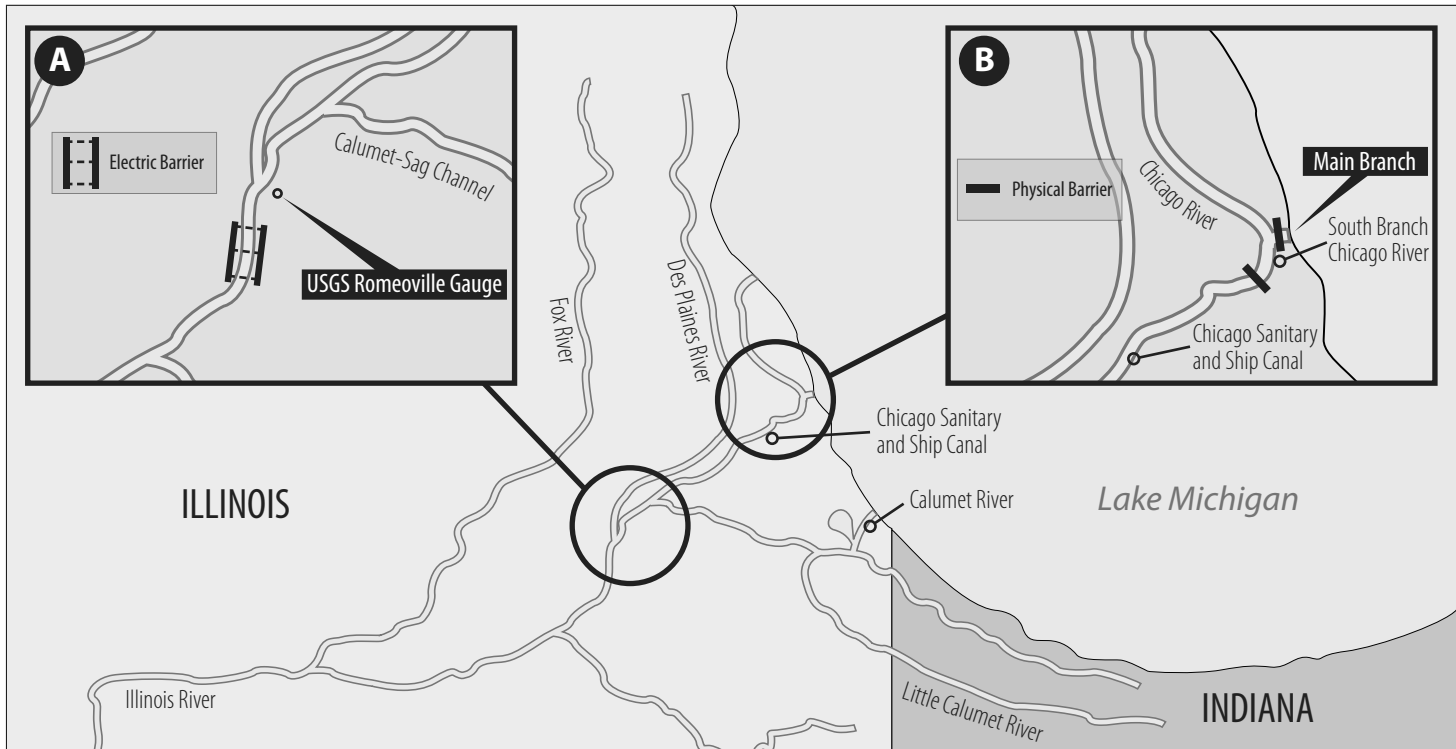 A
Electric Barrier
Calumet-Sag Channel
USGS Romeoville Gauge
B
Physical Barrier
Chicago River
Main Branch
South Branch
Chicago River
Chicago Sanitary
and Ship Canal
Fox River
Des Plaines River
Chicago Sanitary
and Ship Canal
ILLINOIS
Calumet River
Lake Michigan
Illinois River
Little Calumet River
INDIANA